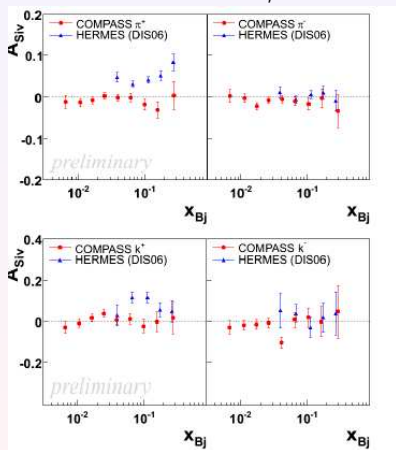 A_Siv
0.2
0.1
0
-0.1
-0.2
COMPASS π⁺
HERMES (DIS06)
COMPASS π⁻
HERMES (DIS06)
preliminary
10⁻² 10⁻¹ 10⁻² 10⁻¹
x_Bj x_Bj
A_Siv
0.4
0.2
0
-0.2
COMPASS k⁺
HERMES (DIS06)
COMPASS k⁻
HERMES (DIS06)
preliminary
10⁻² 10⁻¹ 10⁻² 10⁻¹
x_Bj x_Bj